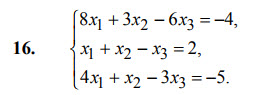 8x₁ + 3x₂ − 6x₃ = −4,
16. x₁ + x₂ − x₃ = 2,
4x₁ + x₂ − 3x₃ = −5.